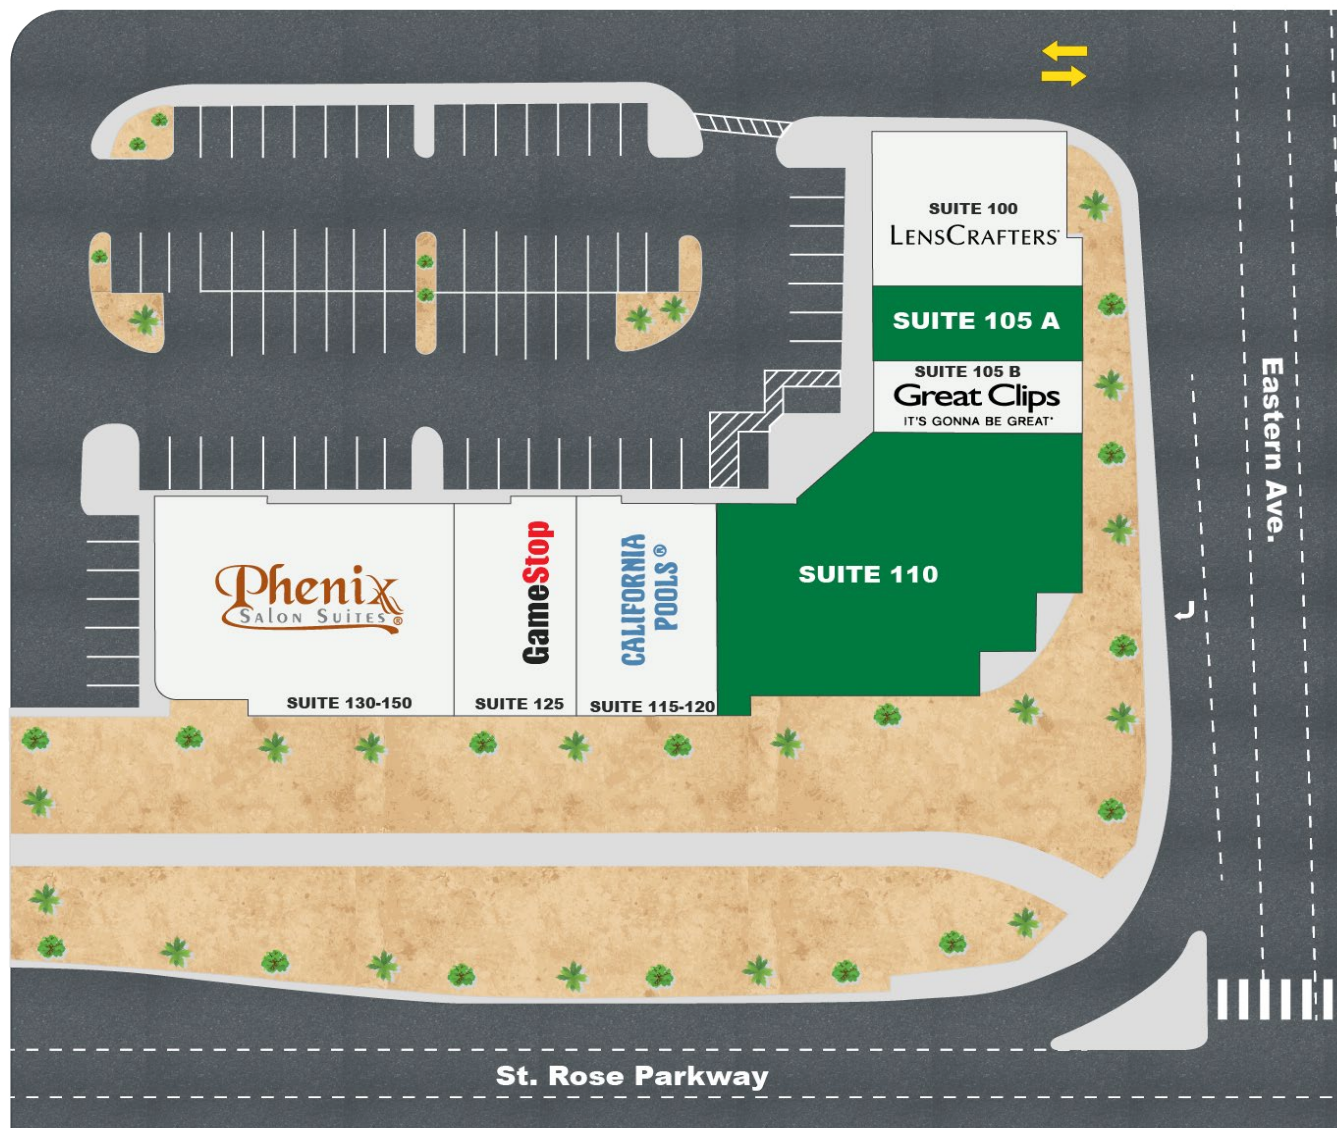 SUITE 100
LENSCRAFTERS
SUITE 105 A
SUITE 105 B
Great Clips
IT'S GONNA BE GREAT®
Eastern Ave.
SUITE 110
Phenix
SALON SUITES®
SUITE 130-150
GameStop
SUITE 125
CALIFORNIA
POOLS ®
SUITE 115-120
St. Rose Parkway